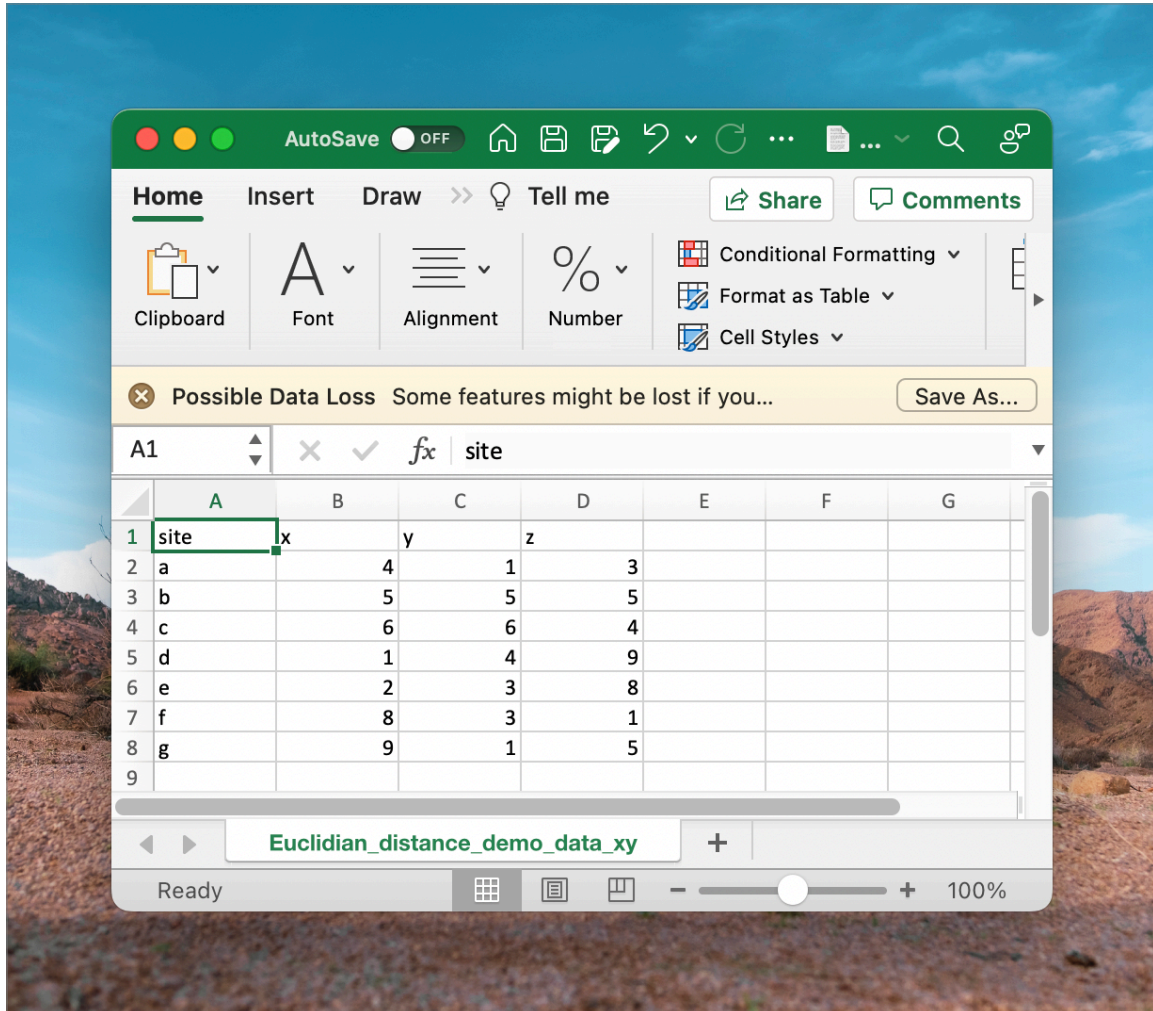 AutoSave OFF ... ...
Home Insert Draw >> Tell me Share Comments
Clipboard Font Alignment % Number Conditional Formatting
Format as Table
Cell Styles
Possible Data Loss Some features might be lost if you... Save As...
A1 fx site
A B C D E F G
1 site x y z
2 a 4 1 3
3 b 5 5 5
4 c 6 6 4
5 d 1 4 9
6 e 2 3 8
7 f 8 3 1
8 g 9 1 5
9
Euclidian_distance_demo_data_xy +
Ready - + 100%